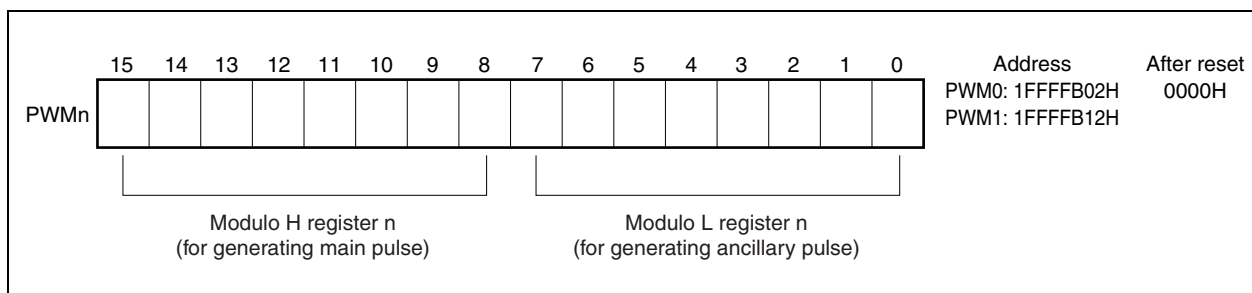 15 14 13 12 11 10 9 8 7 6 5 4 3 2 1 0 Address After reset
PWMn PWM0: 1FFFFB02H 0000H
PWM1: 1FFFFB12H
Modulo H register n Modulo L register n
(for generating main pulse) (for generating ancillary pulse)